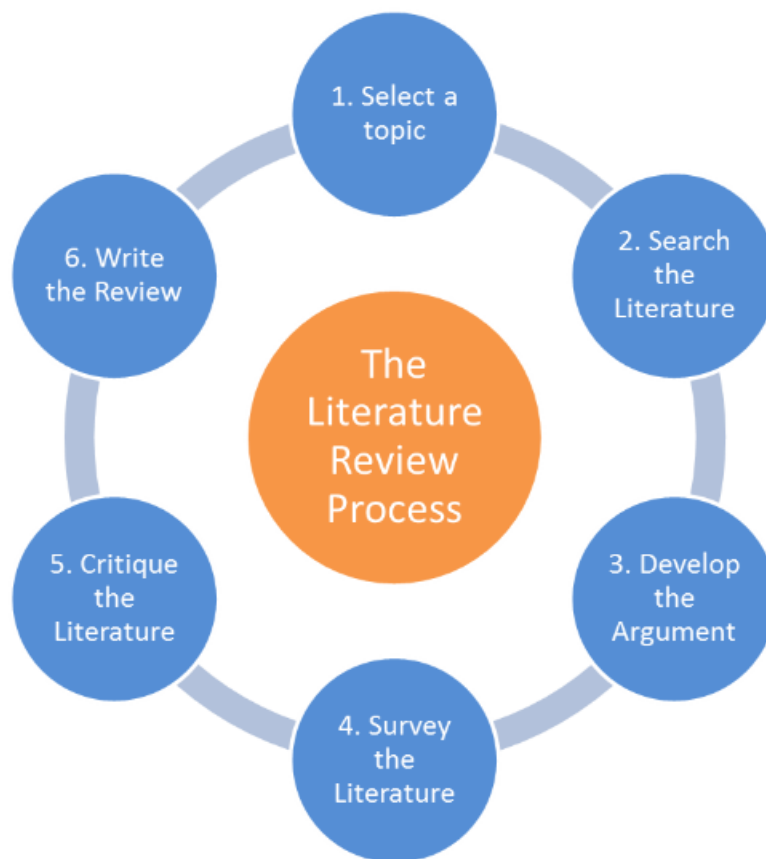 1. Select a
topic
2. Search
the
Literature
3. Develop
the
Argument
4. Survey
the
Literature
5. Critique
the
Literature
6. Write
the Review
The
Literature
Review
Process